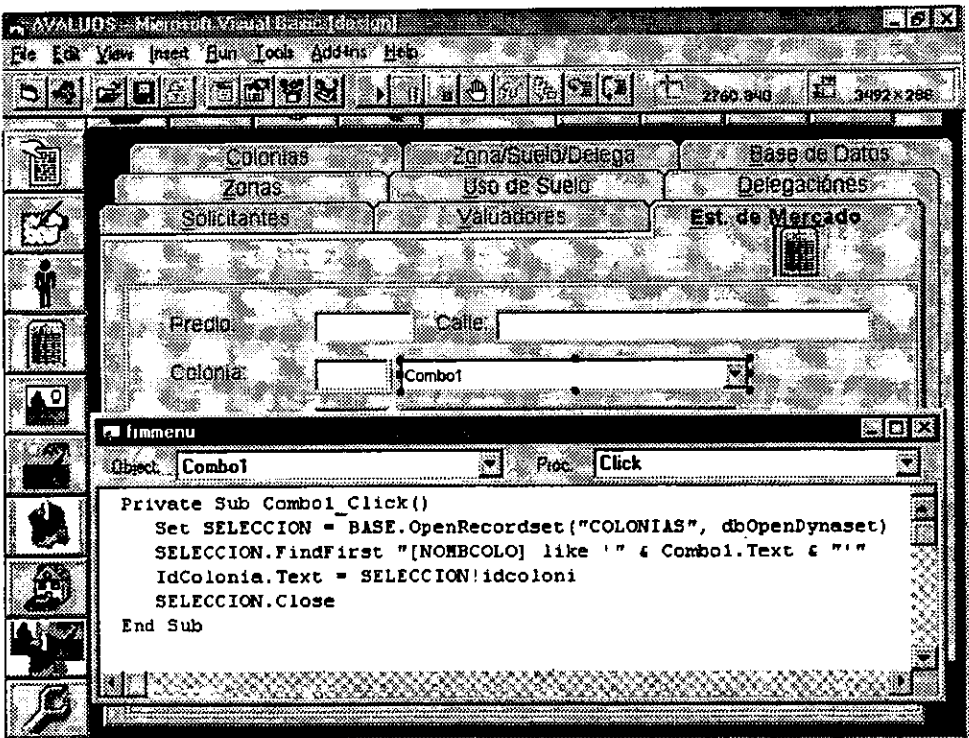 AVALUOS - Microsoft Visual Basic [design]
File Edit View Insert Run Tools Add-Ins Help
2760,840 3492×288
Colonias Zona/Suelo/Delega Base de Datos
Zonas Uso de Suelo Delegaciónes
Solicitantes Valuadores Est. de Mercado
Predio: Calle:
Colonia: Combo1
frmmenu
Object: Combo1 Proc: Click
Private Sub Combo1_Click()
Set SELECCION = BASE.OpenRecordset("COLONIAS", dbOpenDynaset)
SELECCION.FindFirst "[NOMBCOLO] like '" & Combo1.Text & "'"
IdColonia.Text = SELECCION!idcoloni
SELECCION.Close
End Sub